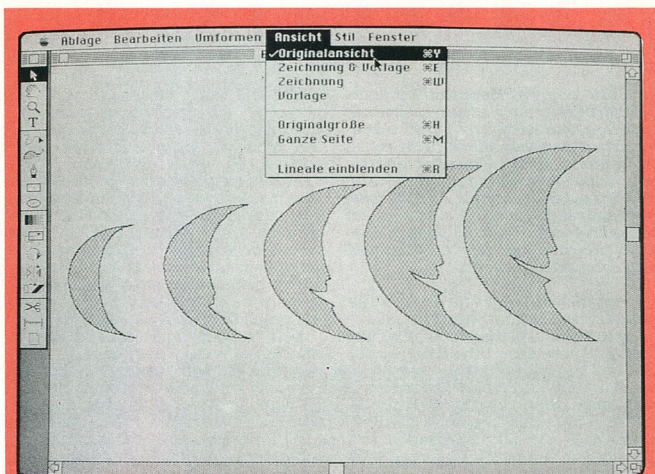 Ablage Bearbeiten Umformen Ansicht Stil Fenster
✓Originalansicht ⌘Y
Zeichnung & Vorlage ⌘E
Zeichnung ⌘W
Vorlage
Originalgröße ⌘H
Ganze Seite ⌘M
Lineale einblenden ⌘R
T